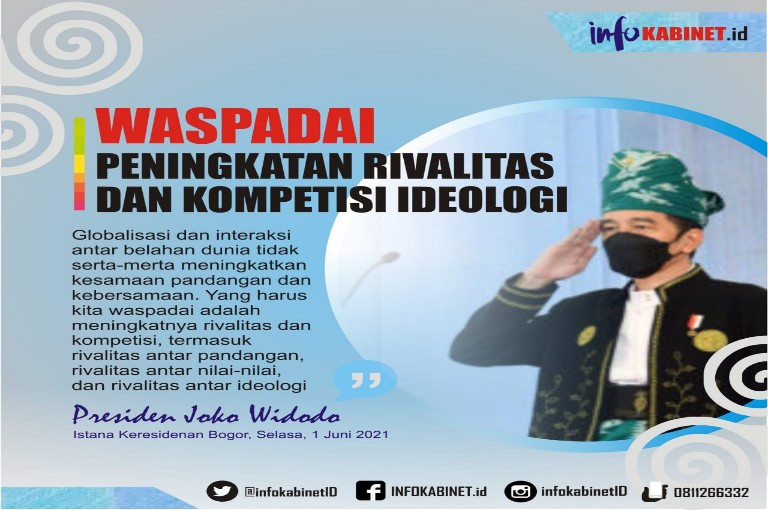 info KABINET.id
WASPADAI
PENINGKATAN RIVALITAS
DAN KOMPETISI IDEOLOGI
Globalisasi dan interaksi
antar belahan dunia tidak
serta-merta meningkatkan
kesamaan pandangan dan
kebersamaan. Yang harus
kita waspadai adalah
meningkatnya rivalitas dan
kompetisi, termasuk
rivalitas antar pandangan,
rivalitas antar nilai-nilai,
dan rivalitas antar ideologi
Presiden Joko Widodo
Istana Keresidenan Bogor, Selasa, 1 Juni 2021
@infokabinetID INFOKABINET.id infokabinetID 0811266332